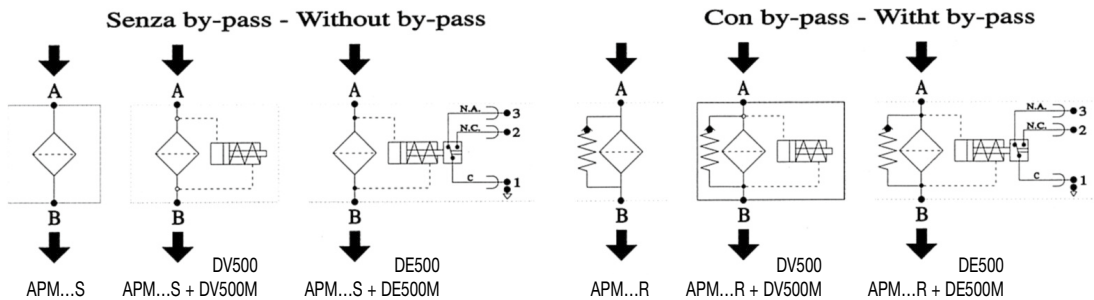 Senza by-pass - Without by-pass
Con by-pass - Witht by-pass
A A A A A A
N.A. 3 N.A. 3
N.C. 2 N.C. 2
C 1 C 1
B B B B B B
DV500 DE500 DV500 DE500
APM...S APM...S + DV500M APM...S + DE500M APM...R APM...R + DV500M APM...R + DE500M